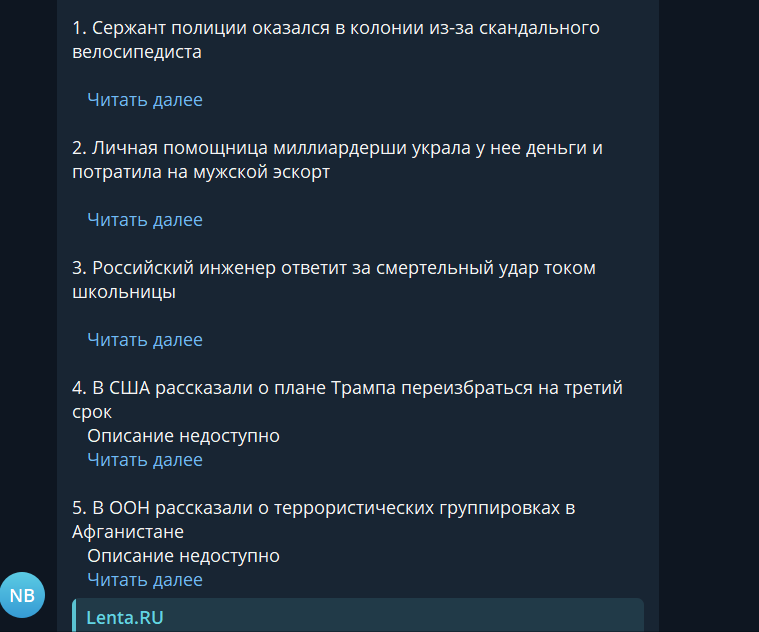 1. Сержант полиции оказался в колонии из-за скандального
велосипедиста
Читать далее
2. Личная помощница миллиардерши украла у нее деньги и
потратила на мужской эскорт
Читать далее
3. Российский инженер ответит за смертельный удар током
школьницы
Читать далее
4. В США рассказали о плане Трампа переизбраться на третий
срок
Описание недоступно
Читать далее
5. В ООН рассказали о террористических группировках в
Афганистане
Описание недоступно
Читать далее
NB
Lenta.RU